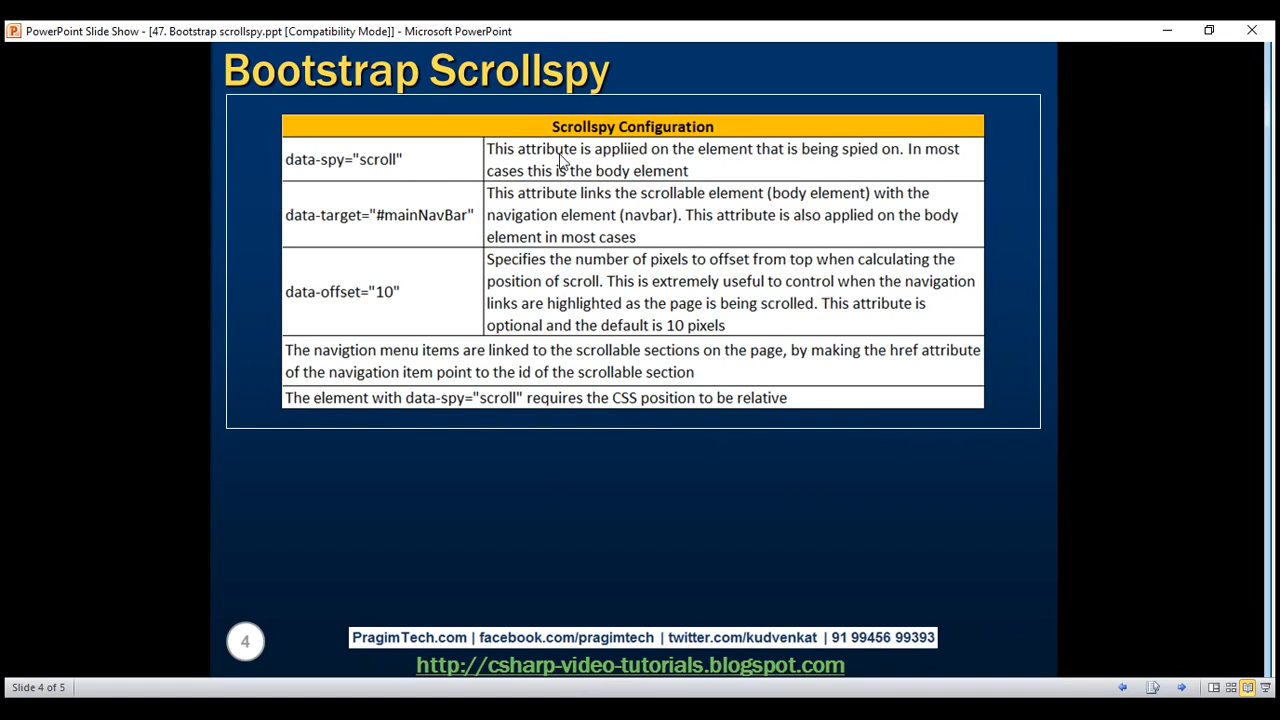 PowerPoint Slide Show - [47. Bootstrap scrollspy.ppt [Compatibility Mode]] - Microsoft PowerPoint
Bootstrap Scrollspy
Scrollspy Configuration
data-spy="scroll"
This attribute is appliied on the element that is being spied on. In most
cases this is the body element
data-target="#mainNavBar"
This attribute links the scrollable element (body element) with the
navigation element (navbar). This attribute is also applied on the body
element in most cases
data-offset="10"
Specifies the number of pixels to offset from top when calculating the
position of scroll. This is extremely useful to control when the navigation
links are highlighted as the page is being scrolled. This attribute is
optional and the default is 10 pixels
The navigtion menu items are linked to the scrollable sections on the page, by making the href attribute
of the navigation item point to the id of the scrollable section
The element with data-spy="scroll" requires the CSS position to be relative
4
PragimTech.com | facebook.com/pragimtech | twitter.com/kudvenkat | 91 99456 99393
http://csharp-video-tutorials.blogspot.com
Slide 4 of 5